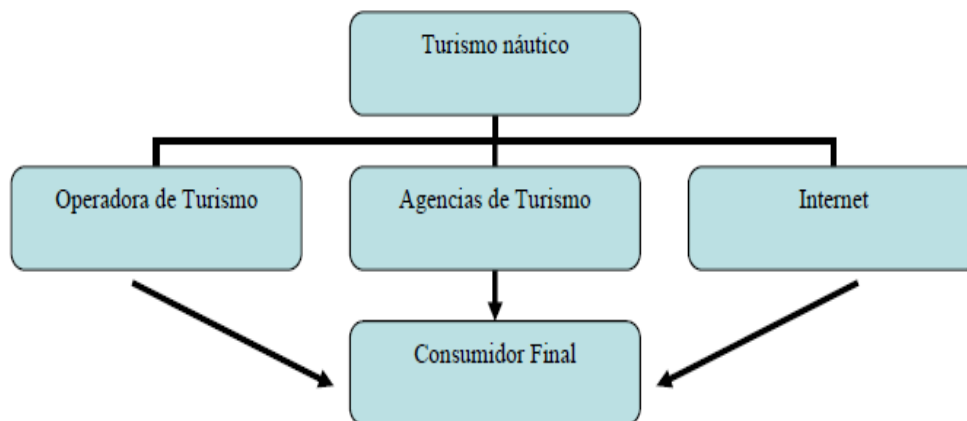 Turismo náutico
Operadora de Turismo
Agencias de Turismo
Internet
Consumidor Final